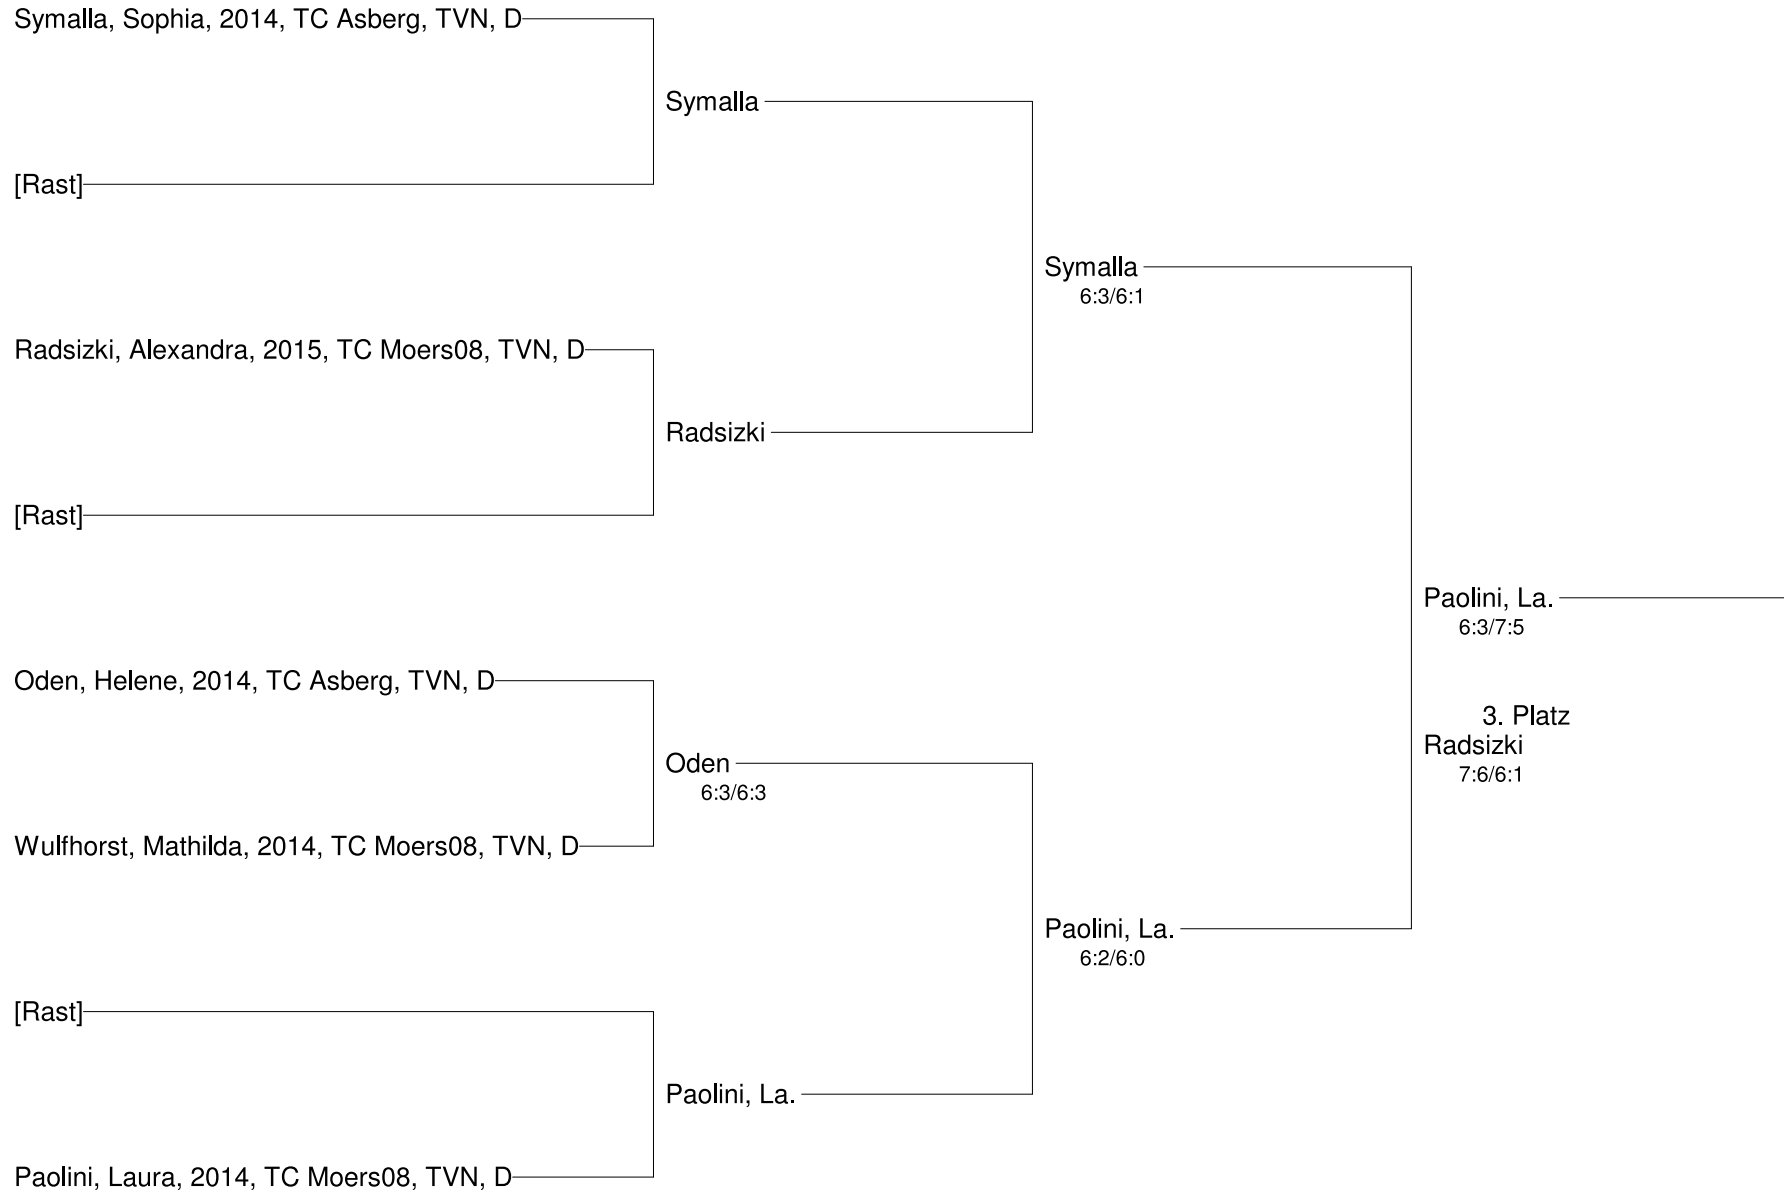 Symalla, Sophia, 2014, TC Asberg, TVN, D
Symalla
[Rast]
Symalla
6:3/6:1
Radsizki, Alexandra, 2015, TC Moers08, TVN, D
Radsizki
[Rast]
Paolini, La.
6:3/7:5
Oden, Helene, 2014, TC Asberg, TVN, D
3. Platz
Radsizki
7:6/6:1
Oden
6:3/6:3
Wulfhorst, Mathilda, 2014, TC Moers08, TVN, D
Paolini, La.
6:2/6:0
[Rast]
Paolini, La.
Paolini, Laura, 2014, TC Moers08, TVN, D